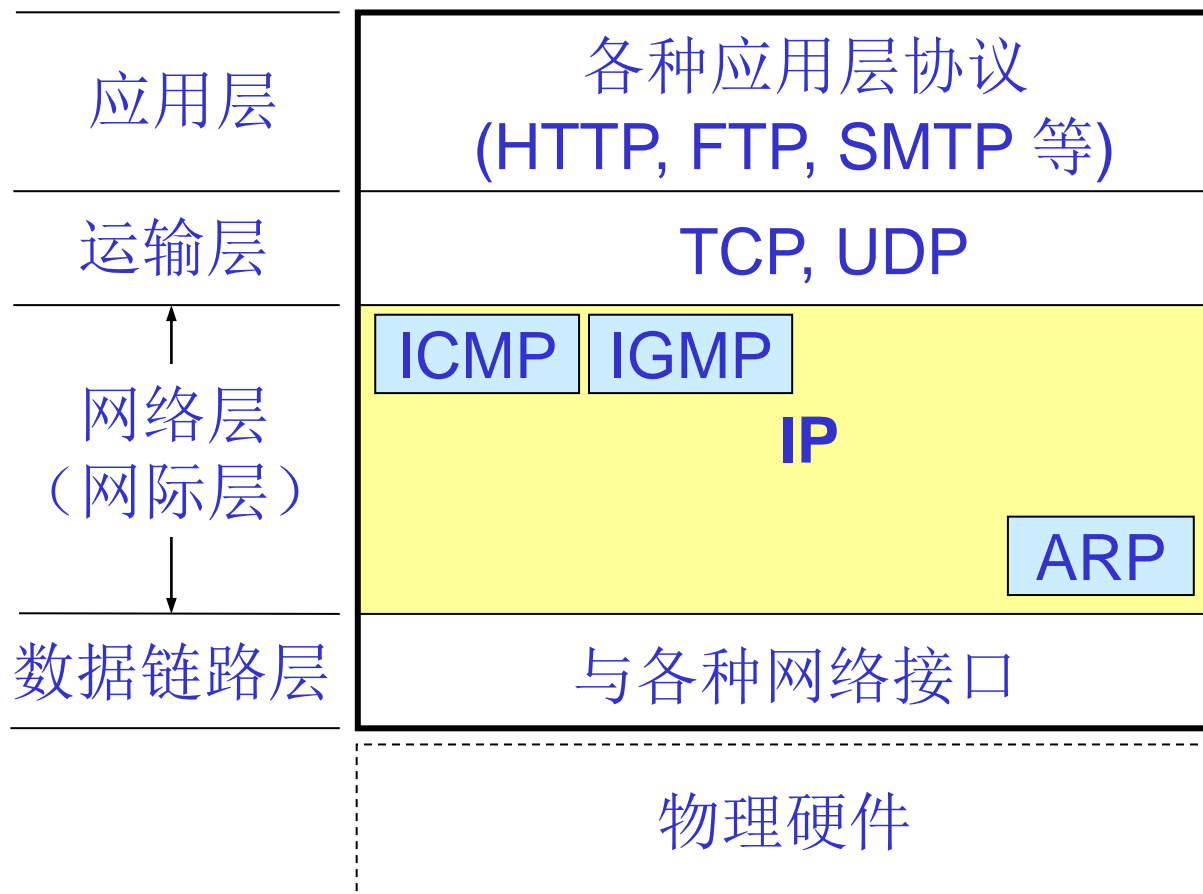 应用层
各种应用层协议
(HTTP, FTP, SMTP 等)
运输层
TCP, UDP
ICMP
IGMP
网络层
（网际层）
IP
ARP
数据链路层
与各种网络接口
物理硬件